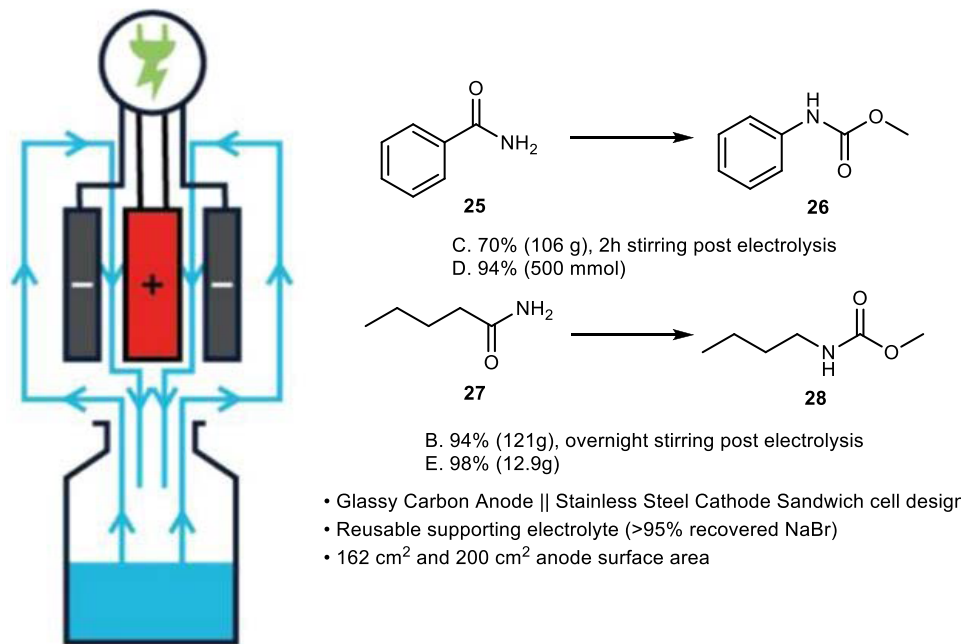 O
NH2
25
H
N
O
O
26
C. 70% (106 g), 2h stirring post electrolysis
D. 94% (500 mmol)
NH2
O
27
O
N
H
O
28
B. 94% (121g), overnight stirring post electrolysis
E. 98% (12.9g)
• Glassy Carbon Anode || Stainless Steel Cathode Sandwich cell design
• Reusable supporting electrolyte (>95% recovered NaBr)
• 162 cm² and 200 cm² anode surface area
− + −